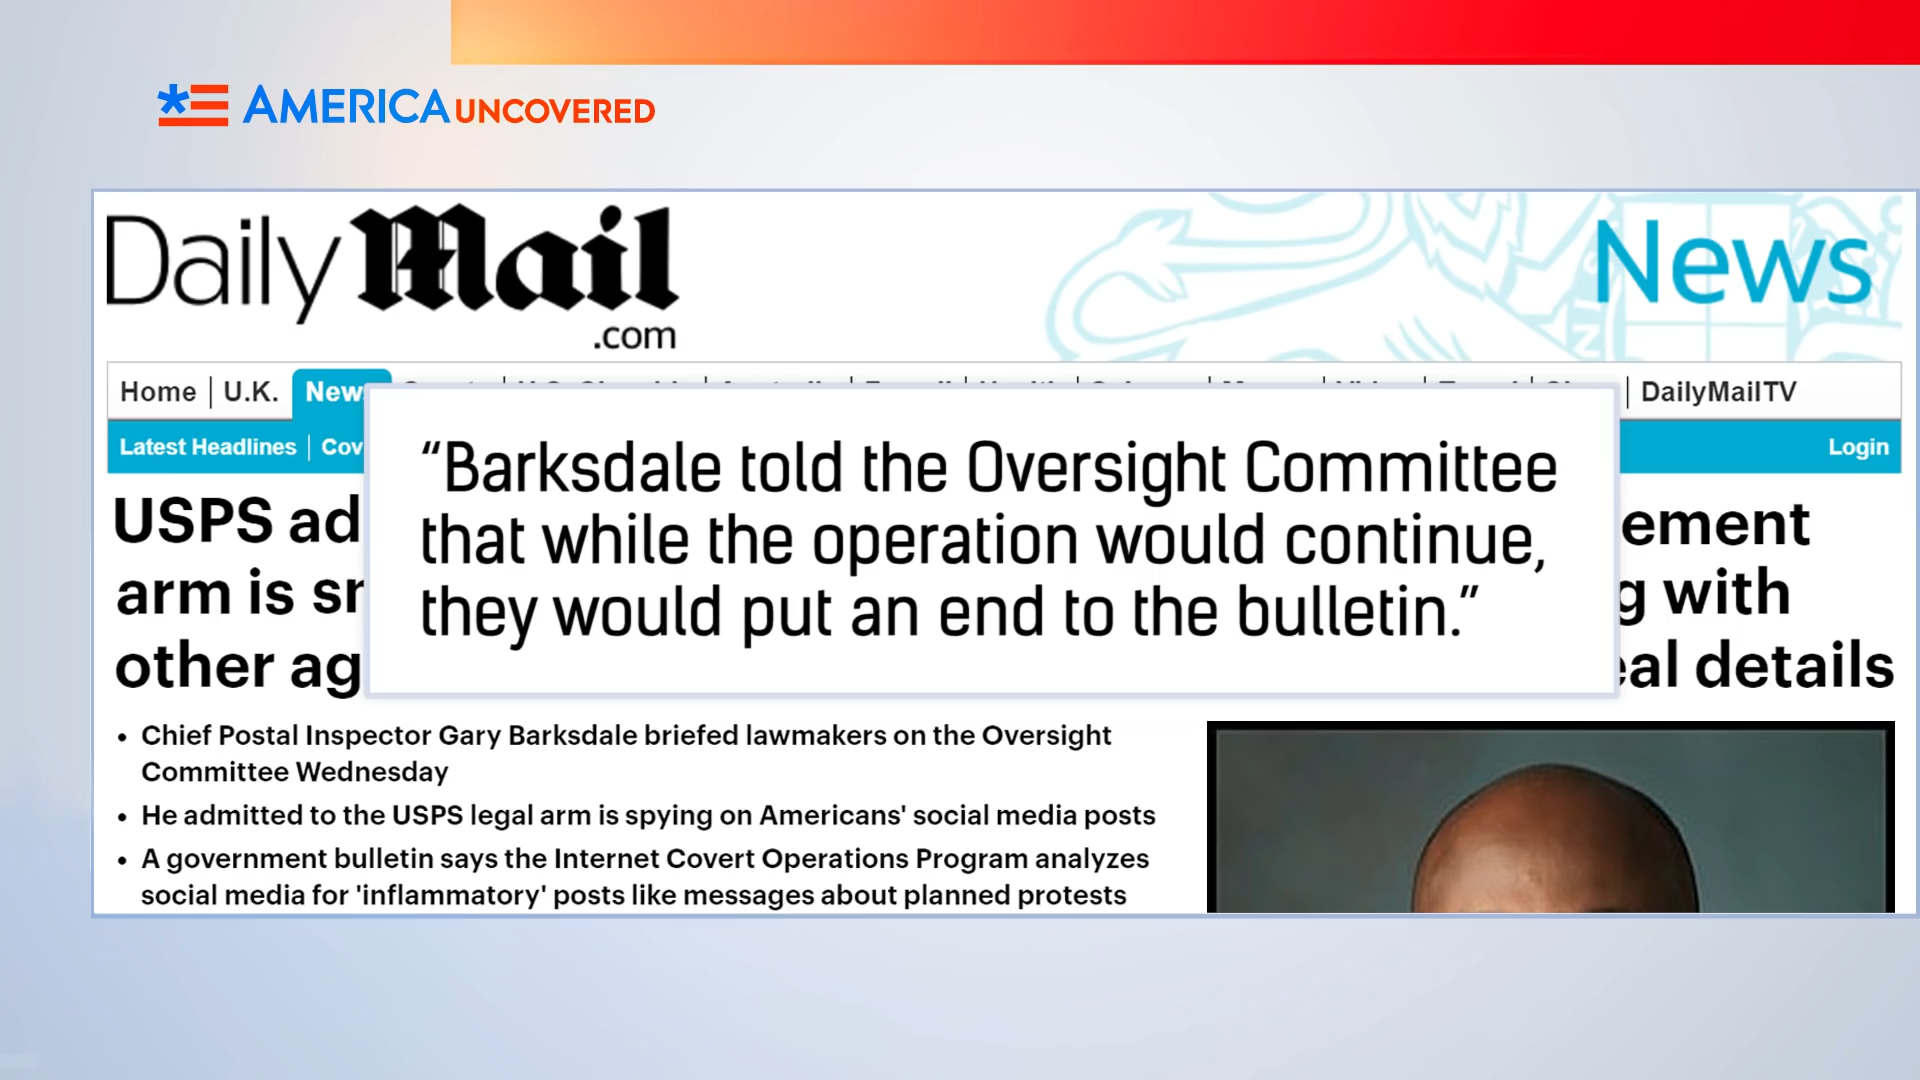 AMERICA UNCOVERED
Daily Mail
.com
News
Home U.K. New DailyMailTV
Latest Headlines Cov Login
“Barksdale told the Oversight Committee
that while the operation would continue,
they would put an end to the bulletin.”
USPS ad ement
arm is with
other ag details
• Chief Postal Inspector Gary Barksdale briefed lawmakers on the Oversight
Committee Wednesday
• He admitted to the USPS legal arm is spying on Americans' social media posts
• A government bulletin says the Internet Covert Operations Program analyzes
social media for 'inflammatory' posts like messages about planned protests